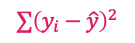 ∑(yᵢ − ŷ)²